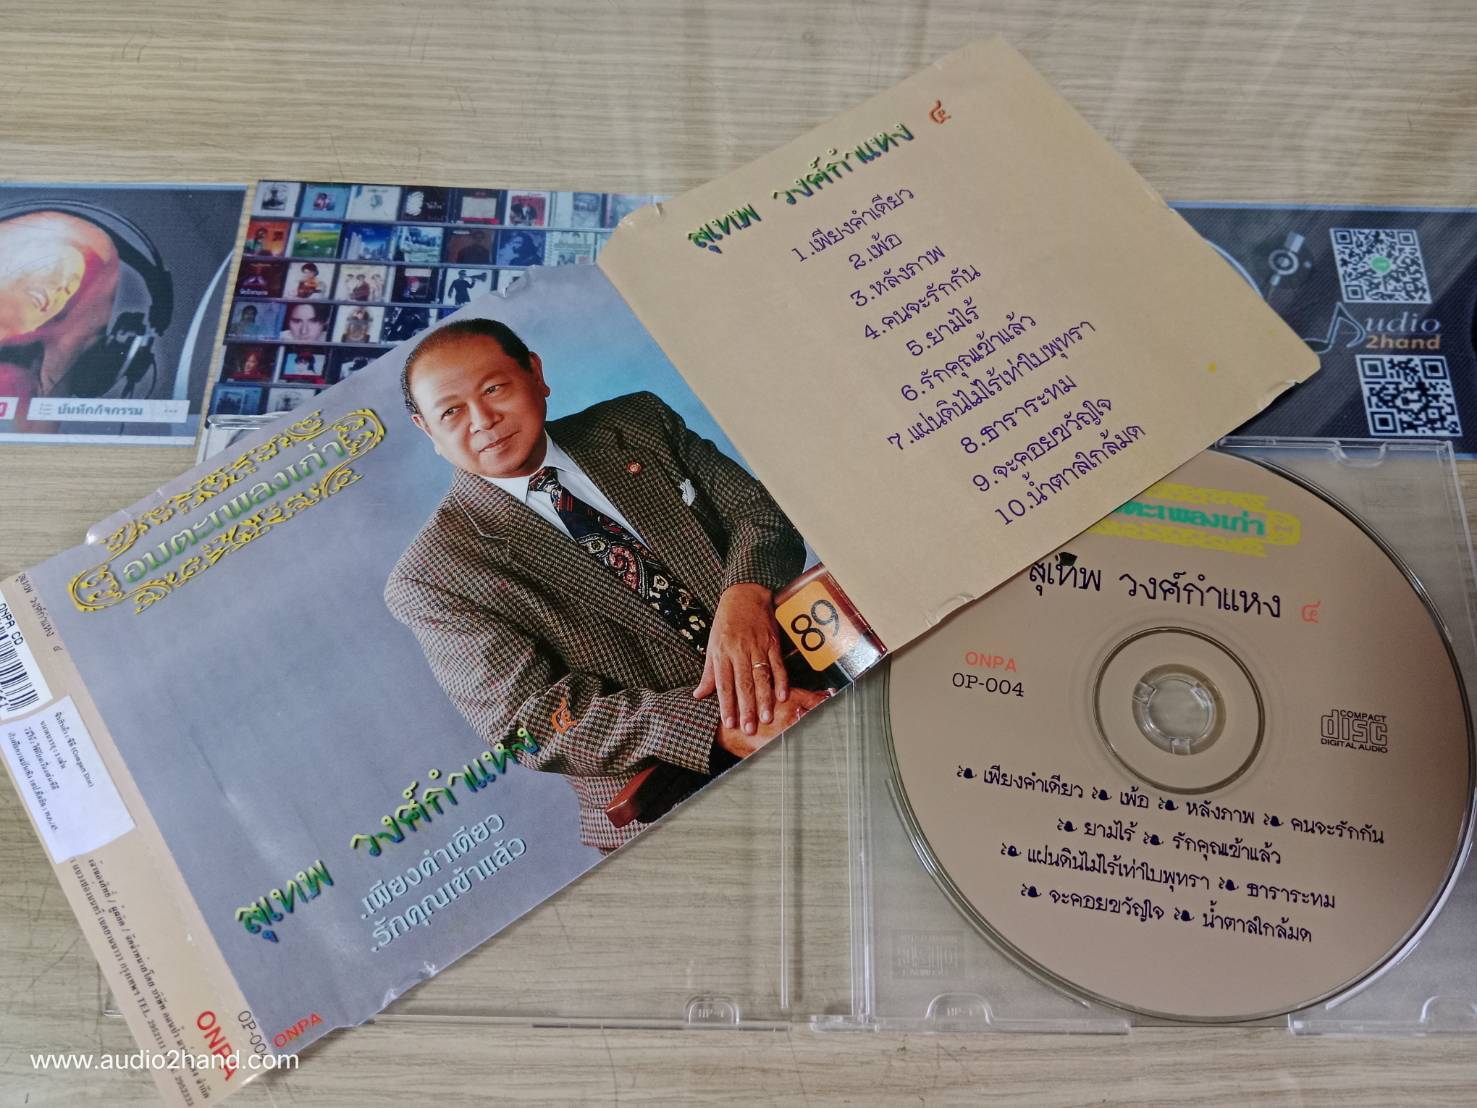 สุเทพ วงศ์กำแหง ๔
1.เพียงคำเดียว
2.เพ้อ
3.หลังภาพ
4.คนจะรักกัน
5.ยามไร้
6.รักคุณเข้าแล้ว
7.แผ่นดินไม่ไร้เท่าใบพุทรา
8.ธาราระทม
9.จะคอยขวัญใจ
10.น้ำตาลใกล้มด
udio
2hand
บันทึกกิจกรรม
อมตะเพลงเก่า
89
สุเทพ วงศ์กำแหง ๔
.เพียงคำเดียว
.รักคุณเข้าแล้ว
ONPA
สุเทพ วงศ์กำแหง ๔
ONPA CD
ONPA
OP-004
ตะเพลงเก่า
สุเทพ วงศ์กำแหง ๔
ONPA
OP-004
COMPACT
disc
DIGITAL AUDIO
เพียงคำเดียว เพ้อ หลังภาพ คนจะรักกัน
ยามไร้ รักคุณเข้าแล้ว
แผ่นดินไม่ไร้เท่าใบพุทรา ธาราระทม
จะคอยขวัญใจ น้ำตาลใกล้มด
www.audio2hand.com